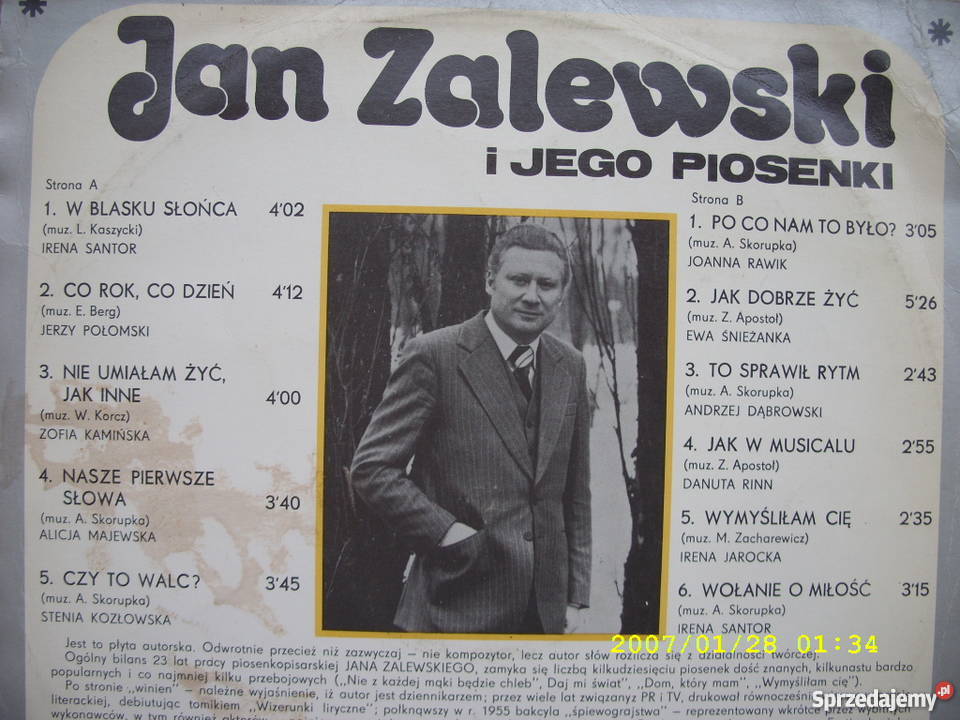 Jan Zalewski
i JEGO PIOSENKI
Strona A
1. W BLASKU SŁOŃCA 4'02
(muz. L. Kaszycki)
IRENA SANTOR
2. CO ROK, CO DZIEŃ 4'12
(muz. E. Berg)
JERZY POŁOMSKI
3. NIE UMIAŁAM ŻYĆ,
JAK INNE 4'00
(muz. W. Korcz)
ZOFIA KAMIŃSKA
4. NASZE PIERWSZE
SŁOWA 3'40
(muz. A. Skorupka)
ALICJA MAJEWSKA
5. CZY TO WALC? 3'45
(muz. A. Skorupka)
STENIA KOZŁOWSKA
Strona B
1. PO CO NAM TO BYŁO? 3'05
(muz. A. Skorupka)
JOANNA RAWIK
2. JAK DOBRZE ŻYĆ 5'26
(muz. Z. Apostoł)
EWA ŚNIEŻANKA
3. TO SPRAWIŁ RYTM 2'43
(muz. A. Skorupka)
ANDRZEJ DĄBROWSKI
4. JAK W MUSICALU 2'55
(muz. Z. Apostoł)
DANUTA RINN
5. WYMYŚLIŁAM CIĘ 2'35
(muz. M. Zacharewicz)
IRENA JAROCKA
6. WOŁANIE O MIŁOŚĆ 3'15
(muz. A. Skorupka)
IRENA SANTOR
2007/01/28 01:34
Jest to płyta autorska. Odwrotnie przecież niż zazwyczaj — nie kompozytor, lecz autor słów rozlicza się z działalności twórczej.
Ogólny bilans 23 lat pracy piosenkopisarskiej JANA ZALEWSKIEGO, zamyka się liczbą kilkudziesięciu piosenek dość znanych, kilkunastu bardzo
popularnych i co najmniej kilku przebojowych („Nie z każdej mąki będzie chleb", Daj mi świat", „Dom, który mam", „Wymyśliłam cię").
Po stronie „winien" — należne wyjaśnienie, iż autor jest dziennikarzem; przez wiele lat związany z PR i TV, drukował równocześnie
literackiej, debiutując tomikiem „Wizerunki liryczne"; połknąwszy w r. 1955 bakcyla „śpiewograjstwa" — reprezentowany wkrótce przez
wykonawców, w tym również
Sprzedajemy.pl